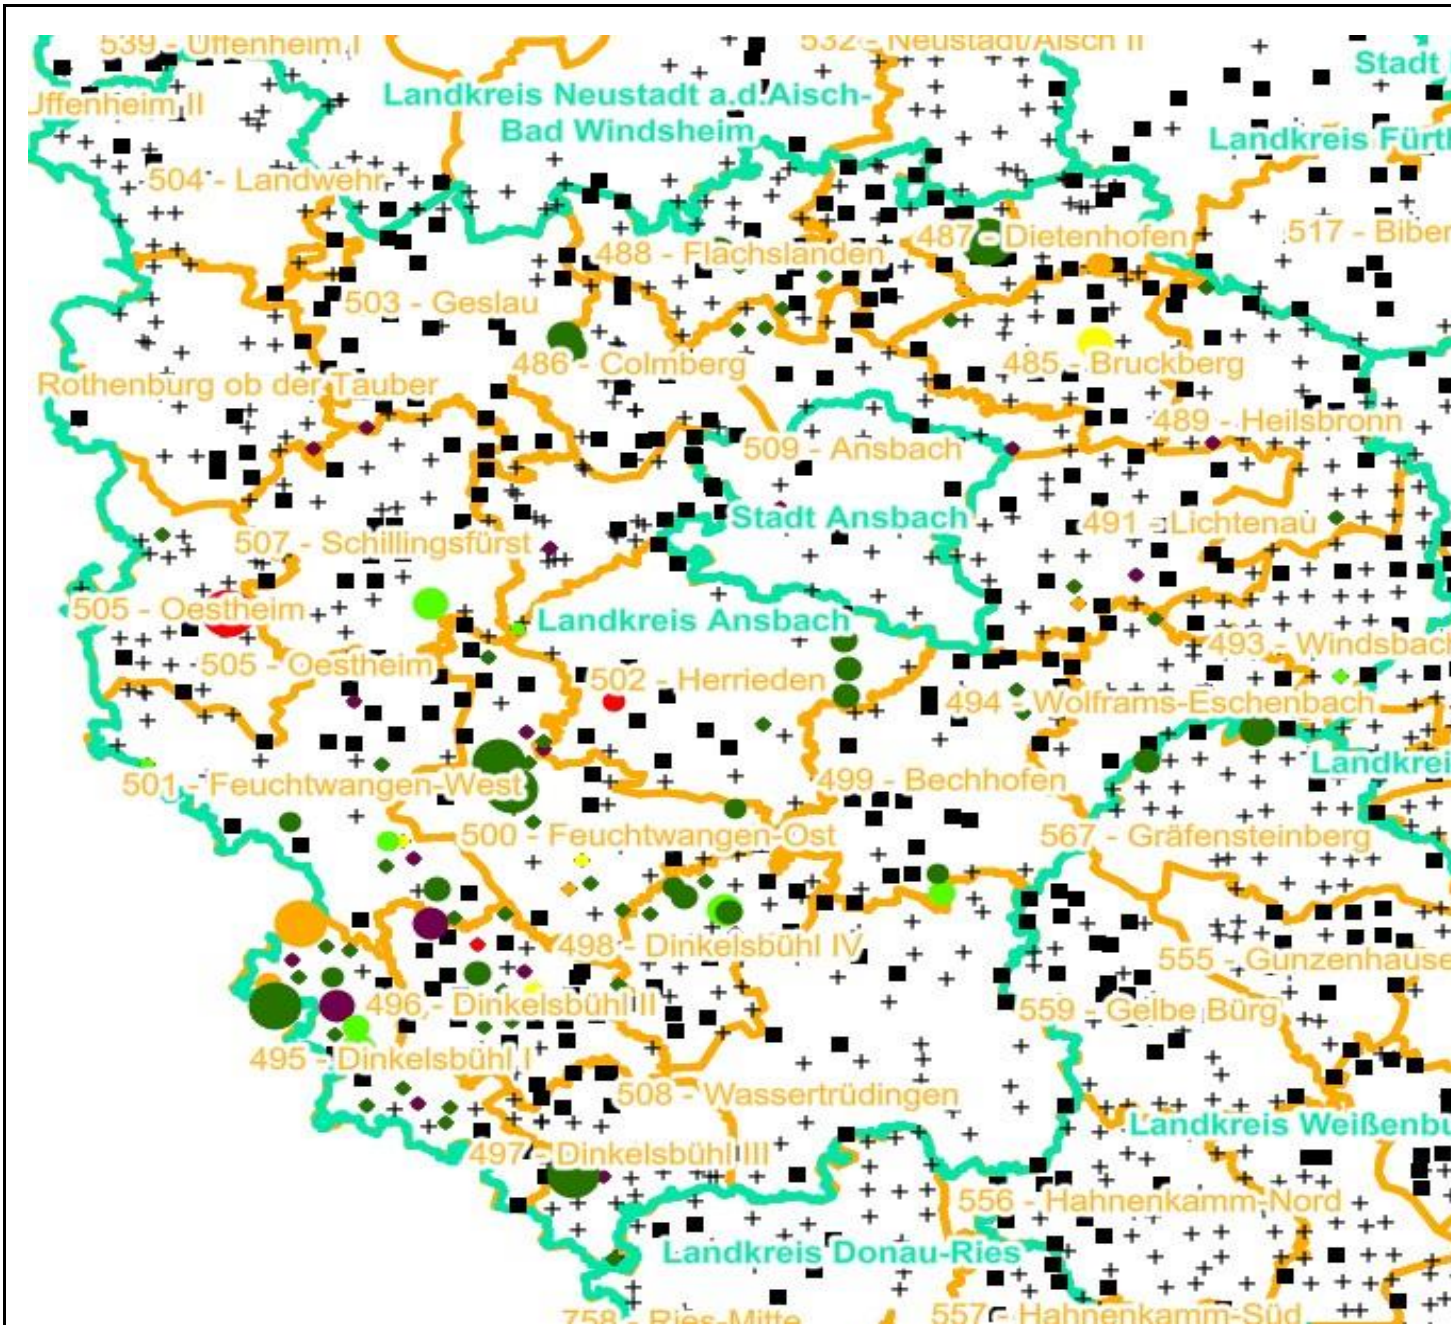 539 - Uffenheim I
532 - Neustadt/Aisch II
Stadt
Uffenheim II
Landkreis Neustadt a.d.Aisch-
Bad Windsheim
Landkreis Fürt
504 - Landwehr
487 - Dietenhofen
517 - Biber
488 - Flachslanden
503 - Geslau
486 - Colmberg
485 - Bruckberg
Rothenburg ob der Tauber
489 - Heilsbronn
509 - Ansbach
Stadt Ansbach
491 - Lichtenau
507 - Schillingsfürst
505 - Oestheim
Landkreis Ansbach
493 - Windsbach
505 - Oestheim
502 - Herrieden
494 - Wolframs-Eschenbach
Landkrei
501 - Feuchtwangen-West
499 - Bechhofen
500 - Feuchtwangen-Ost
567 - Gräfensteinberg
498 - Dinkelsbühl IV
555 - Gunzenhause
496 - Dinkelsbühl II
559 - Gelbe Bürg
495 - Dinkelsbühl I
508 - Wassertrüdingen
Landkreis Weißenbu
497 - Dinkelsbühl III
556 - Hahnenkamm-Nord
Landkreis Donau-Ries
758 - Ries-Mitte
557 - Hahnenkamm-Süd